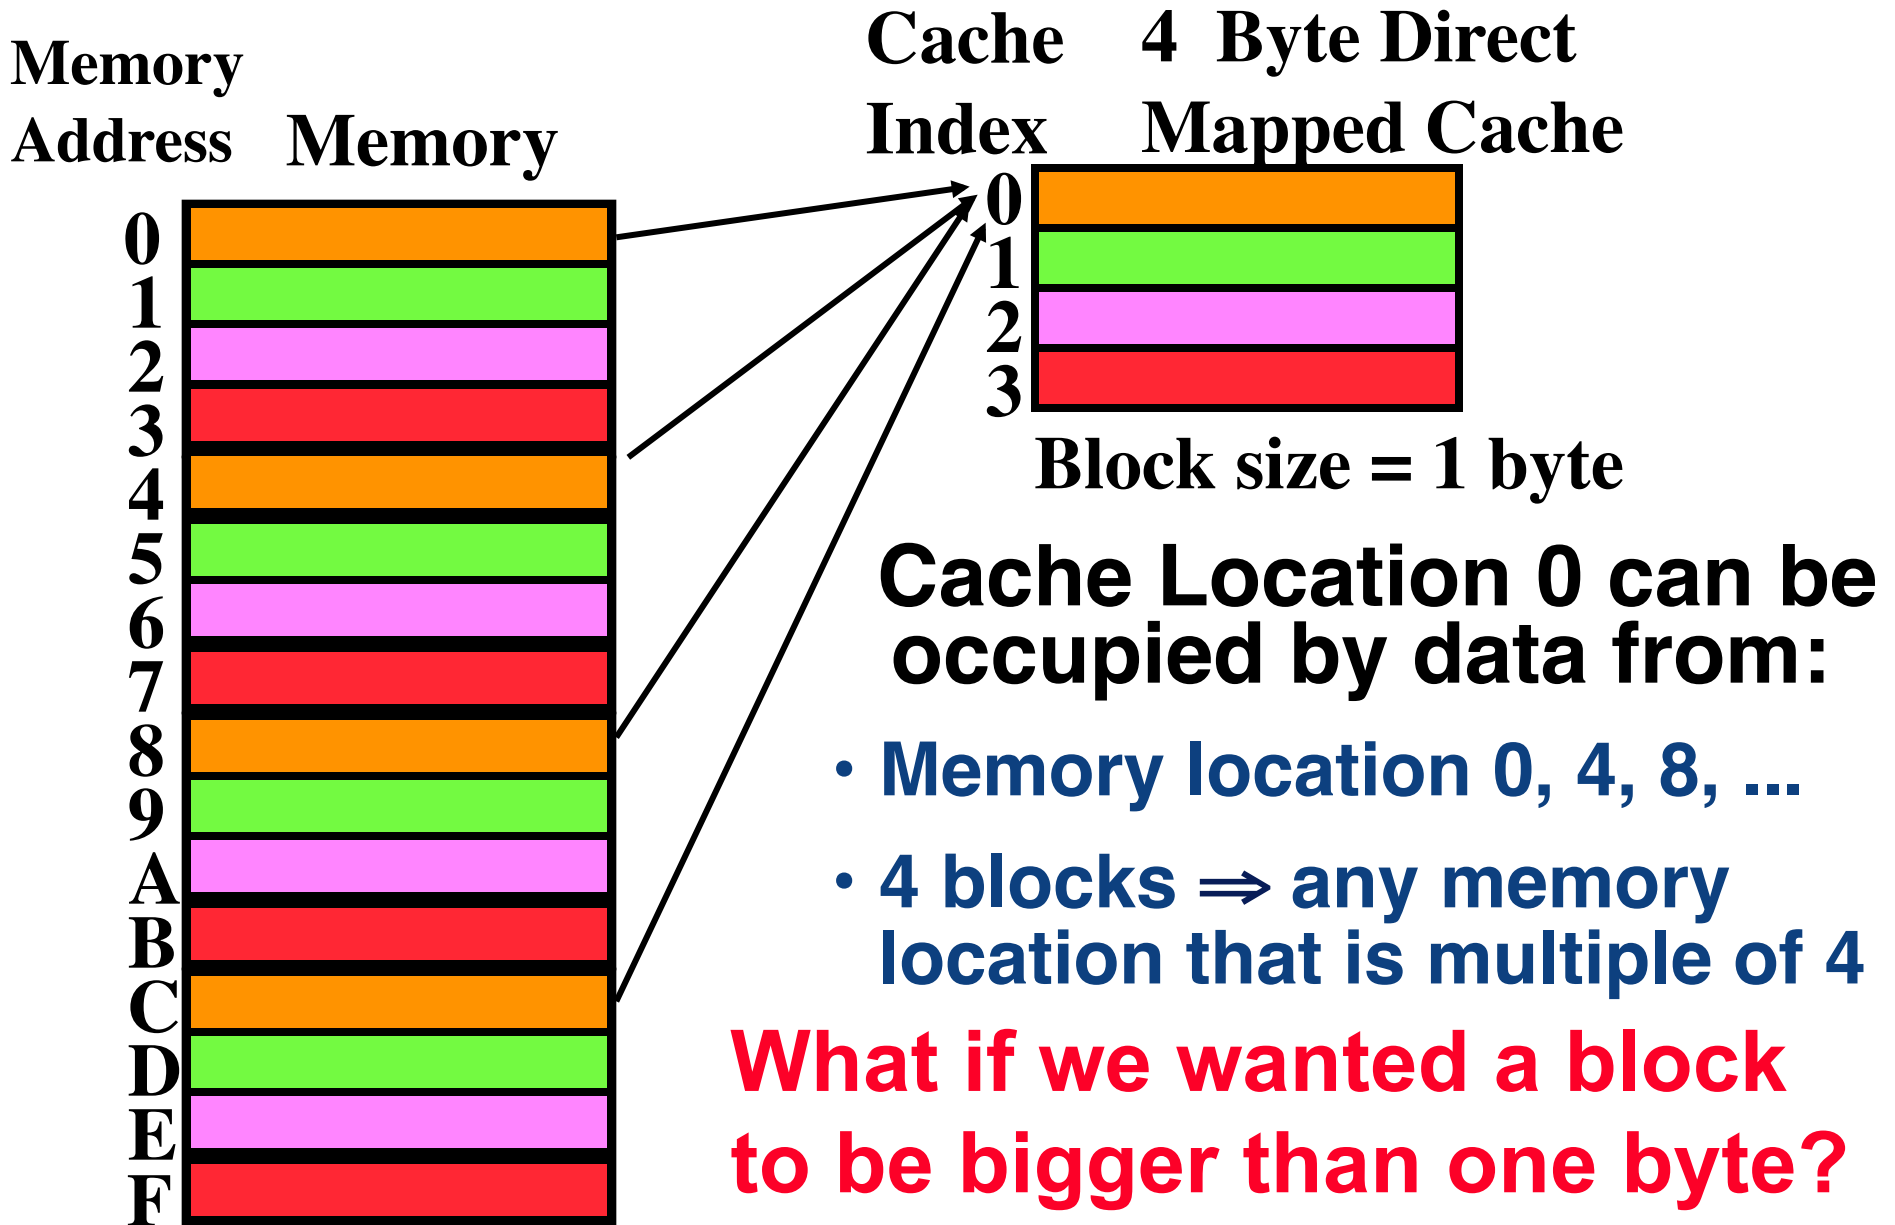 Memory
Address
Memory
0
1
2
3
4
5
6
7
8
9
A
B
C
D
E
F
Cache
Index
4 Byte Direct
Mapped Cache
0
1
2
3
Block size = 1 byte
Cache Location 0 can be
occupied by data from:
• Memory location 0, 4, 8, ...
• 4 blocks ⇒ any memory
location that is multiple of 4
What if we wanted a block
to be bigger than one byte?